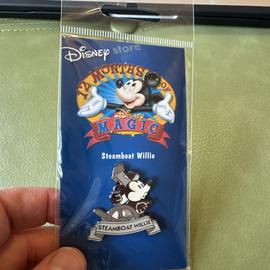 Disney store
12 MONTHS OF
MAGIC
Steamboat Willie
STEAMBOAT WILLIE